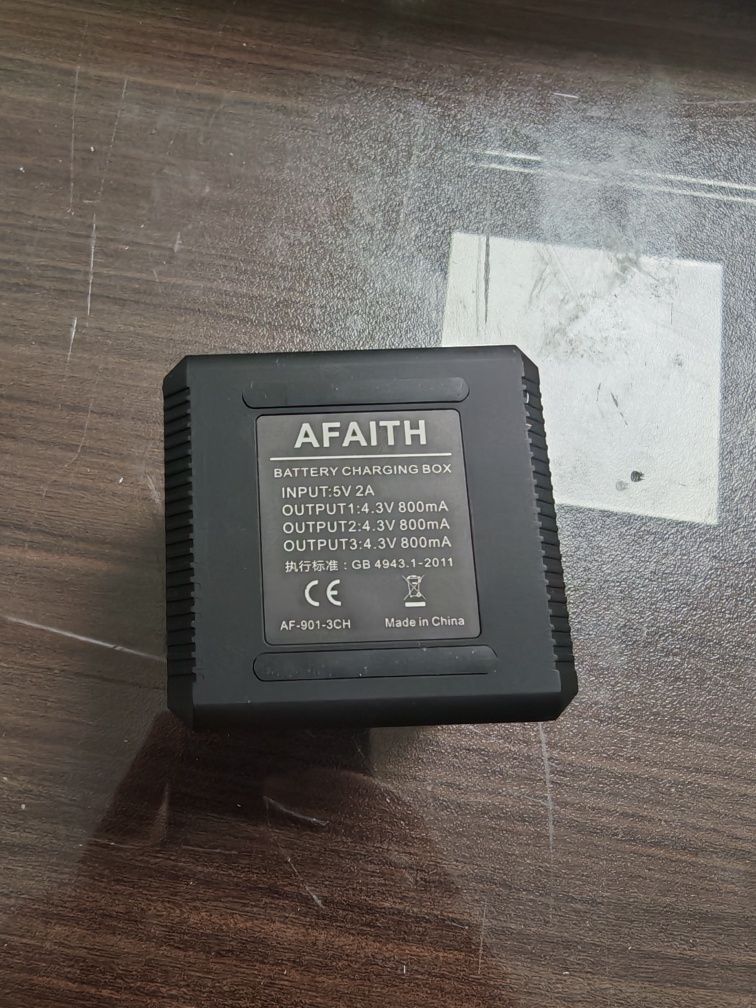 AFAITH
BATTERY CHARGING BOX
INPUT:5V 2A
OUTPUT1:4.3V 800mA
OUTPUT2:4.3V 800mA
OUTPUT3:4.3V 800mA
执行标准：GB 4943.1-2011
CE
AF-901-3CH Made in China